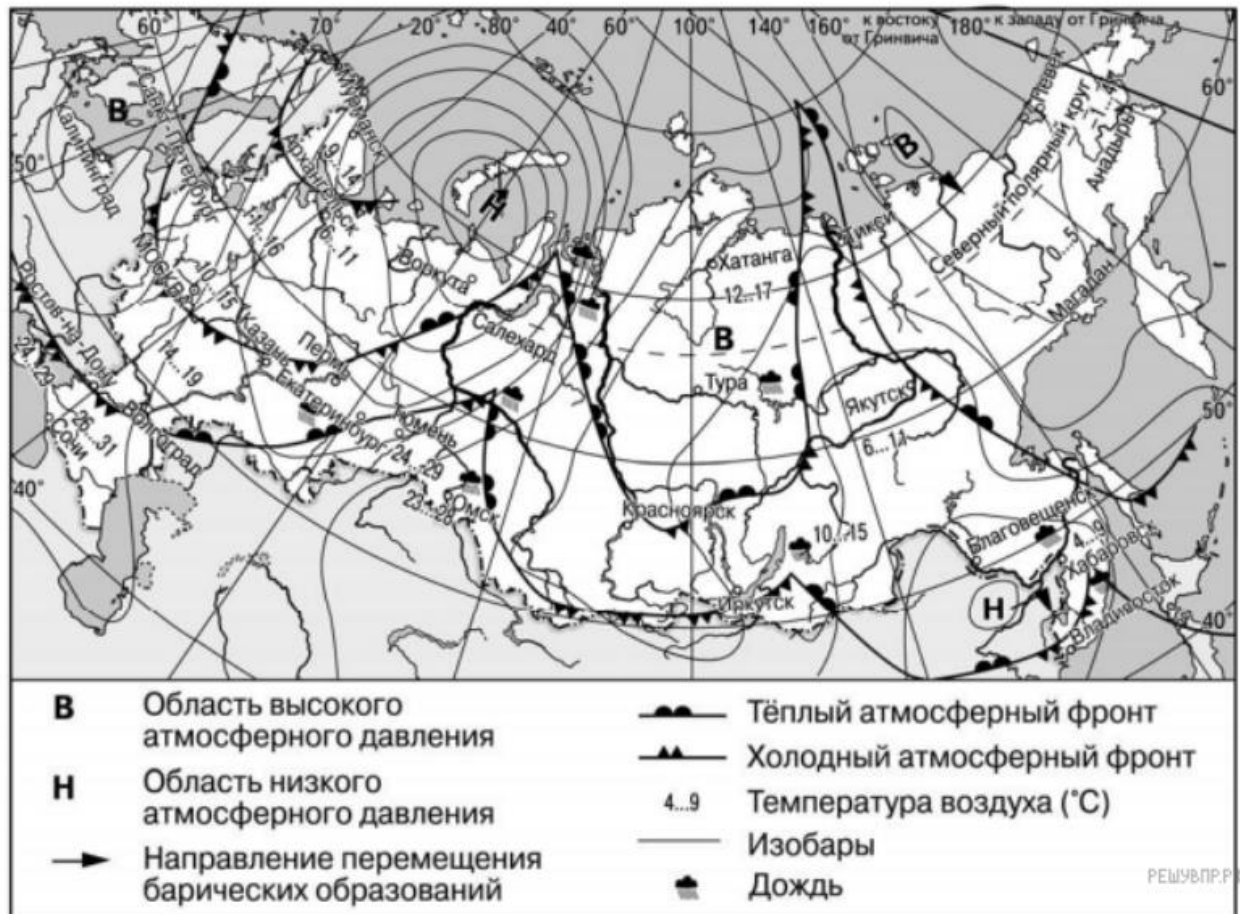 60° 70° 20° 80° 40° 60° 100° 140° 160° к востоку от Гринвича 180° к западу от Гринвича
60°
50°
40°
50°
40°
В
Калининград
Санкт-Петербург
Мурманск
9...14
Архангельск
6...11
11...16
МОСКВА
10...15
Воркута
Н
Салехард
Ростов-на-Дону
24...29
Казань
14...19
Пермь
Екатеринбург
Тюмень
24...29
Волгоград
26...31
Сочи
Омск
23...28
Хатанга
12...17
В
Тура
Красноярск
Иркутск
10...15
Якутск
6...11
Тикси
В
Северный полярный круг
Певек
Анадырь
0...5
Магадан
Благовещенск
4...9
Хабаровск
Н
Владивосток
В Область высокого
атмосферного давления
Н Область низкого
атмосферного давления
Направление перемещения
барических образований
Тёплый атмосферный фронт
Холодный атмосферный фронт
4...9 Температура воздуха (°C)
Изобары
Дождь